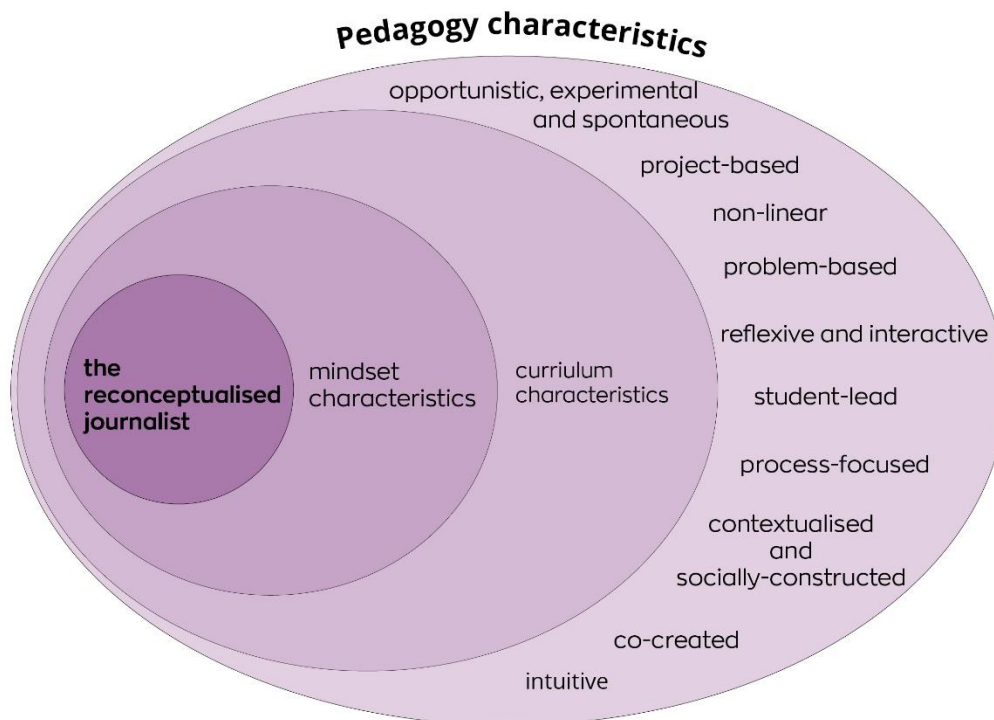 Pedagogy characteristics
opportunistic, experimental
and spontaneous
project-based
non-linear
problem-based
reflexive and interactive
student-lead
process-focused
contextualised
and
socially-constructed
co-created
intuitive
the
reconceptualised
journalist
mindset
characteristics
curriulum
characteristics